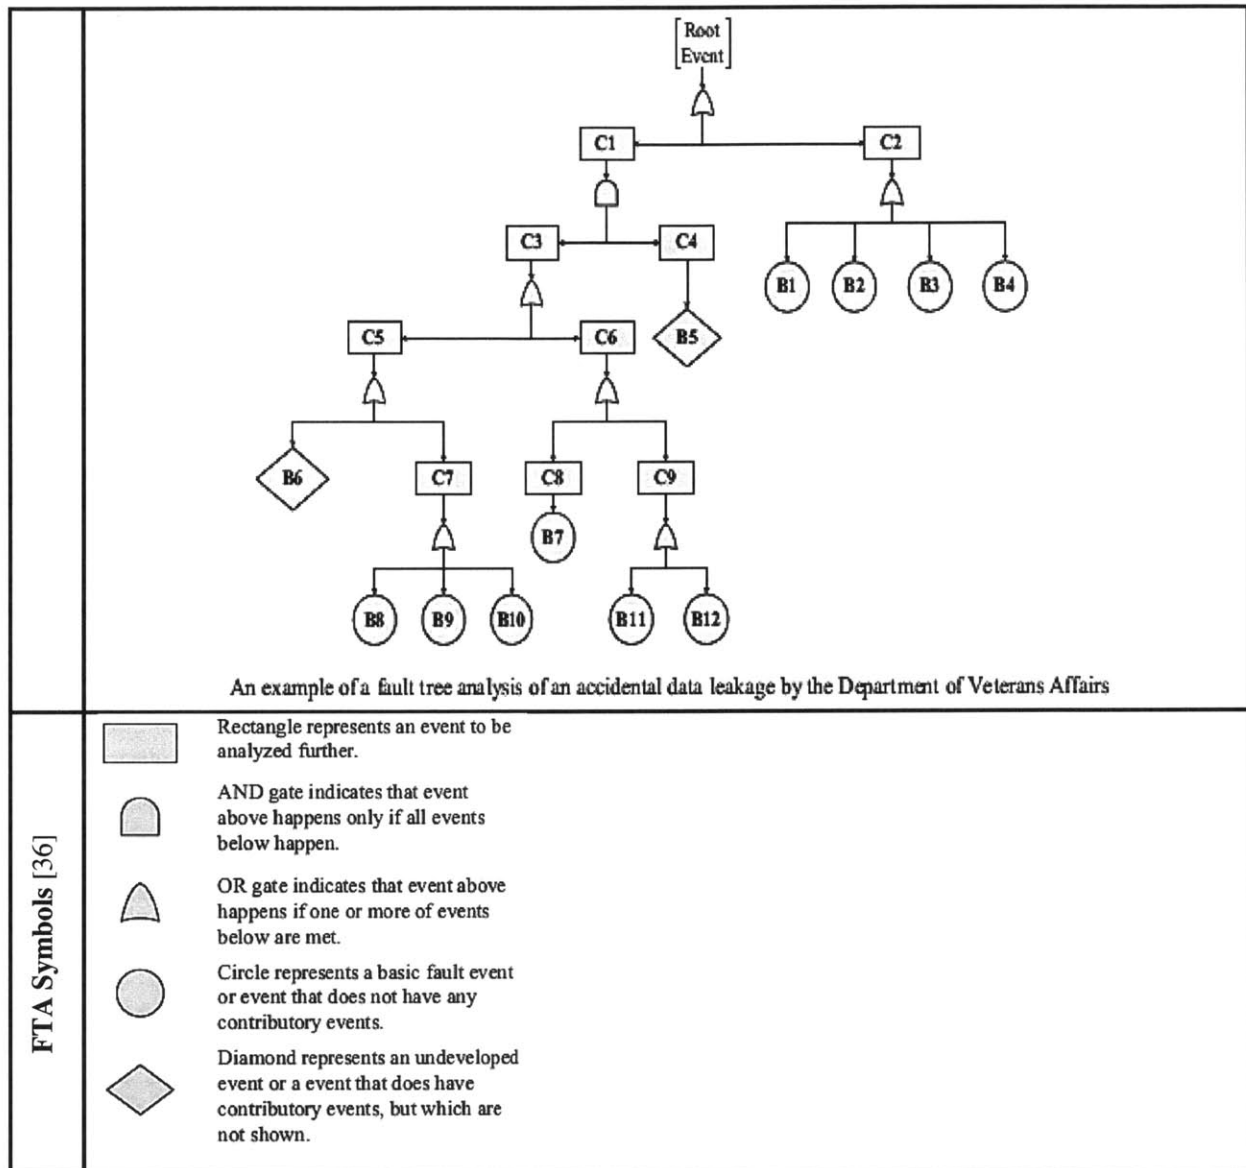 Root
Event
C1
C2
C3
C4
B1
B2
B3
B4
C5
C6
B5
B6
C7
C8
C9
B7
B8
B9
B10
B11
B12
An example of a fault tree analysis of an accidental data leakage by the Department of Veterans Affairs
FTA Symbols [36]
Rectangle represents an event to be
analyzed further.
AND gate indicates that event
above happens only if all events
below happen.
OR gate indicates that event above
happens if one or more of events
below are met.
Circle represents a basic fault event
or event that does not have any
contributory events.
Diamond represents an undeveloped
event or a event that does have
contributory events, but which are
not shown.